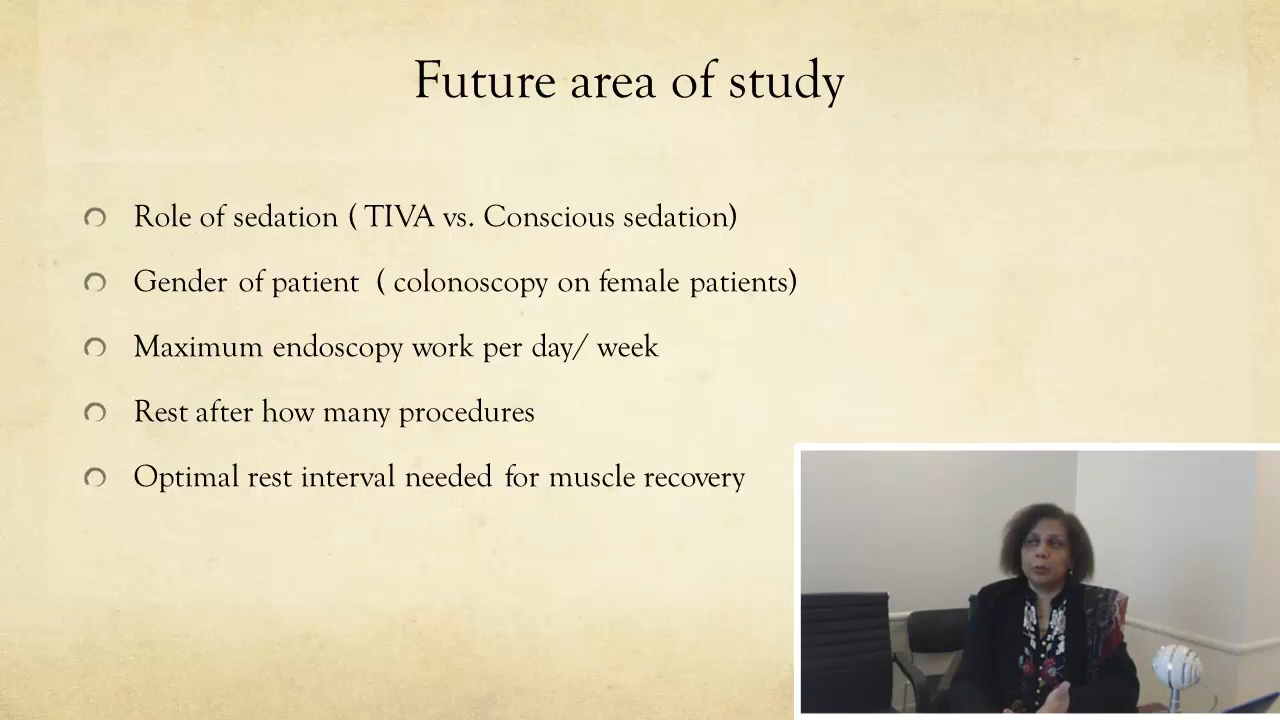 Future area of study
Role of sedation ( TIVA vs. Conscious sedation)
Gender of patient ( colonoscopy on female patients)
Maximum endoscopy work per day/ week
Rest after how many procedures
Optimal rest interval needed for muscle recovery